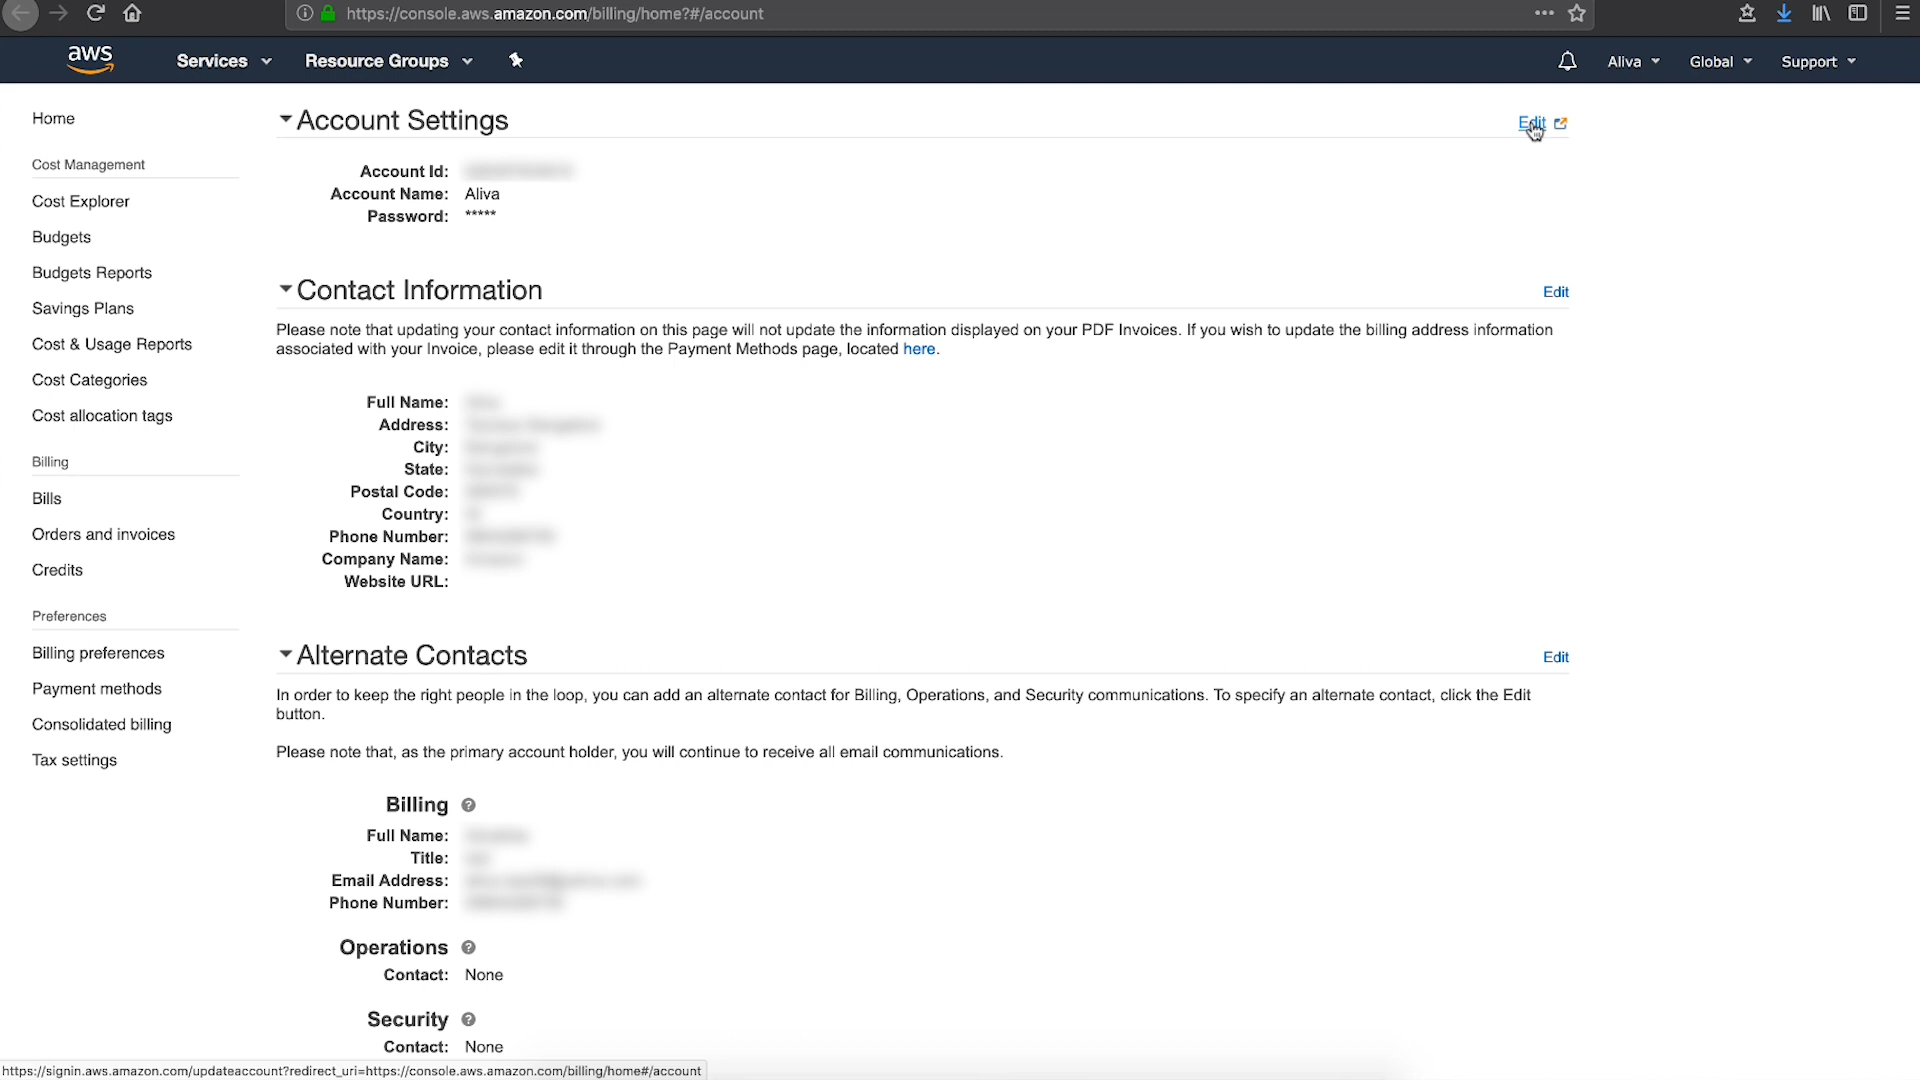 https://console.aws.amazon.com/billing/home?#/account
aws
Services
Resource Groups
Aliva
Global
Support
Home
Cost Management
Cost Explorer
Budgets
Budgets Reports
Savings Plans
Cost & Usage Reports
Cost Categories
Cost allocation tags
Billing
Bills
Orders and invoices
Credits
Preferences
Billing preferences
Payment methods
Consolidated billing
Tax settings
Account Settings
Edit
Account Id:
Account Name: Aliva
Password: *****
Contact Information
Edit
Please note that updating your contact information on this page will not update the information displayed on your PDF Invoices. If you wish to update the billing address information
associated with your Invoice, please edit it through the Payment Methods page, located here.
Full Name:
Address:
City:
State:
Postal Code:
Country:
Phone Number:
Company Name:
Website URL:
Alternate Contacts
Edit
In order to keep the right people in the loop, you can add an alternate contact for Billing, Operations, and Security communications. To specify an alternate contact, click the Edit
button.
Please note that, as the primary account holder, you will continue to receive all email communications.
Billing ?
Full Name:
Title:
Email Address:
Phone Number:
Operations ?
Contact: None
Security ?
Contact: None
https://signin.aws.amazon.com/updateaccount?redirect_uri=https://console.aws.amazon.com/billing/home#/account